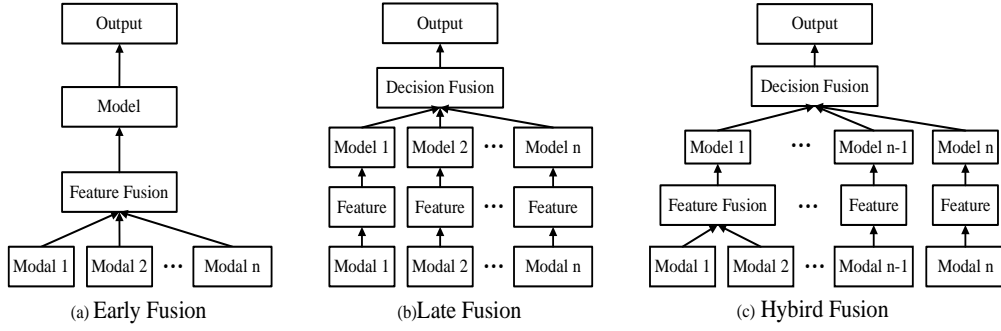 Output
Model
Feature Fusion
Modal 1 Modal 2 ··· Modal n
(a) Early Fusion
Output
Decision Fusion
Model 1 Model 2 ··· Model n
Feature Feature ··· Feature
Modal 1 Modal 2 ··· Modal n
(b)Late Fusion
Output
Decision Fusion
Model 1 ··· Model n-1 Model n
Feature Fusion ··· Feature Feature
Modal 1 Modal 2 ··· Modal n-1 Modal n
(c) Hybird Fusion